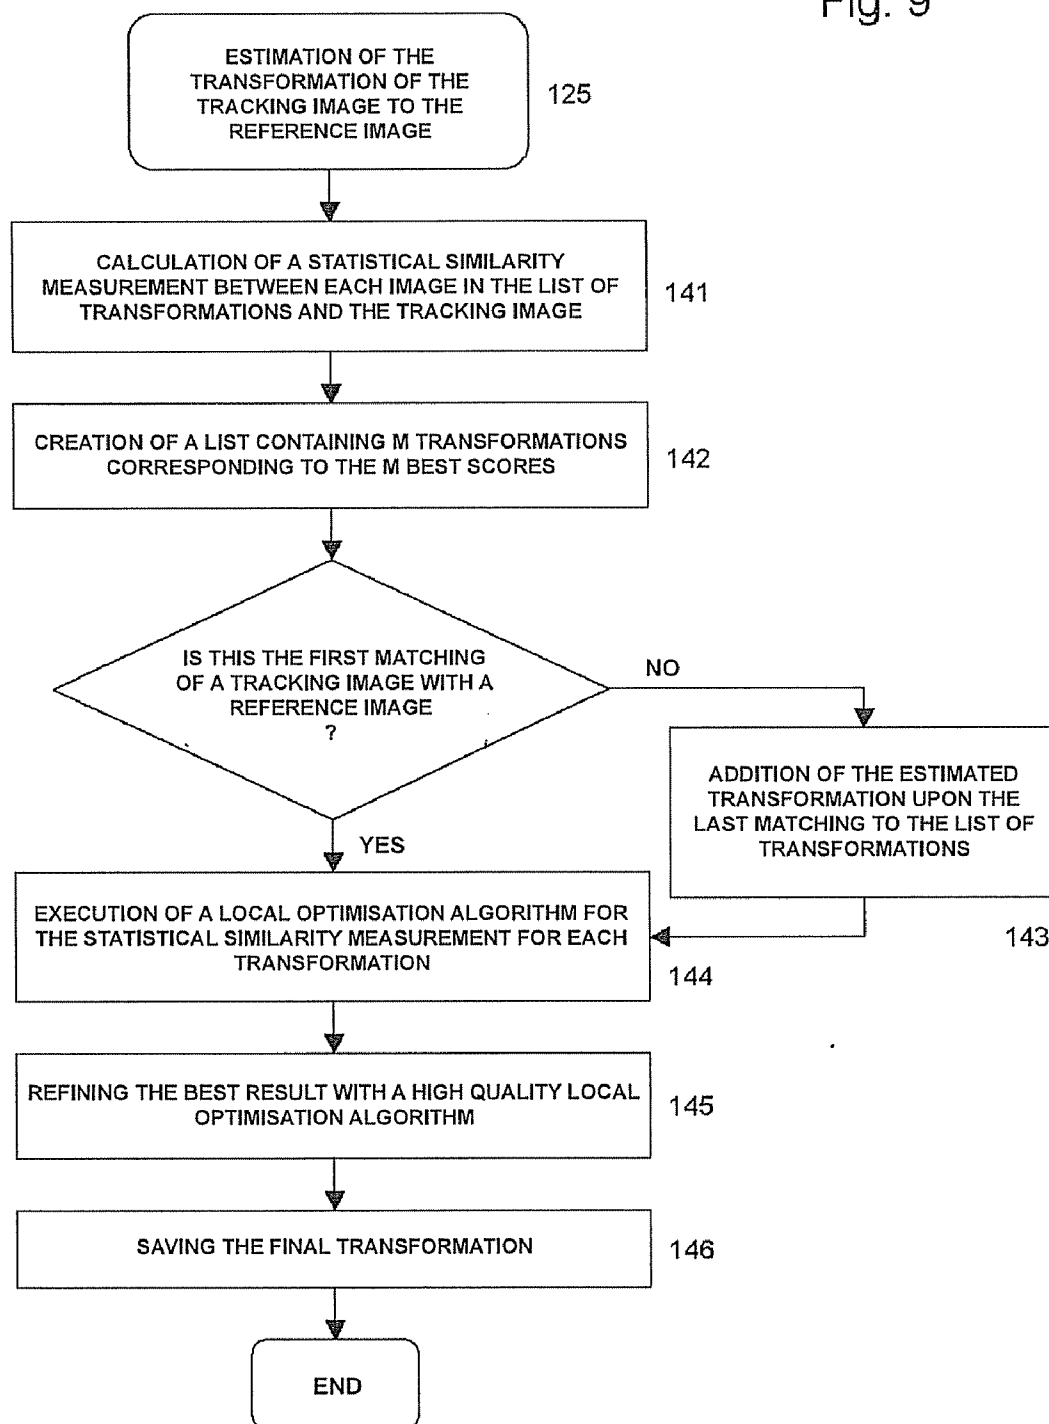 Fig. 9
ESTIMATION OF THE
TRANSFORMATION OF THE
TRACKING IMAGE TO THE
REFERENCE IMAGE
125
CALCULATION OF A STATISTICAL SIMILARITY
MEASUREMENT BETWEEN EACH IMAGE IN THE LIST OF
TRANSFORMATIONS AND THE TRACKING IMAGE
141
CREATION OF A LIST CONTAINING M TRANSFORMATIONS
CORRESPONDING TO THE M BEST SCORES
142
IS THIS THE FIRST MATCHING
OF A TRACKING IMAGE WITH A
REFERENCE IMAGE
?
NO
ADDITION OF THE ESTIMATED
TRANSFORMATION UPON THE
LAST MATCHING TO THE LIST OF
TRANSFORMATIONS
143
YES
EXECUTION OF A LOCAL OPTIMISATION ALGORITHM FOR
THE STATISTICAL SIMILARITY MEASUREMENT FOR EACH
TRANSFORMATION
144
REFINING THE BEST RESULT WITH A HIGH QUALITY LOCAL
OPTIMISATION ALGORITHM
145
SAVING THE FINAL TRANSFORMATION
146
END